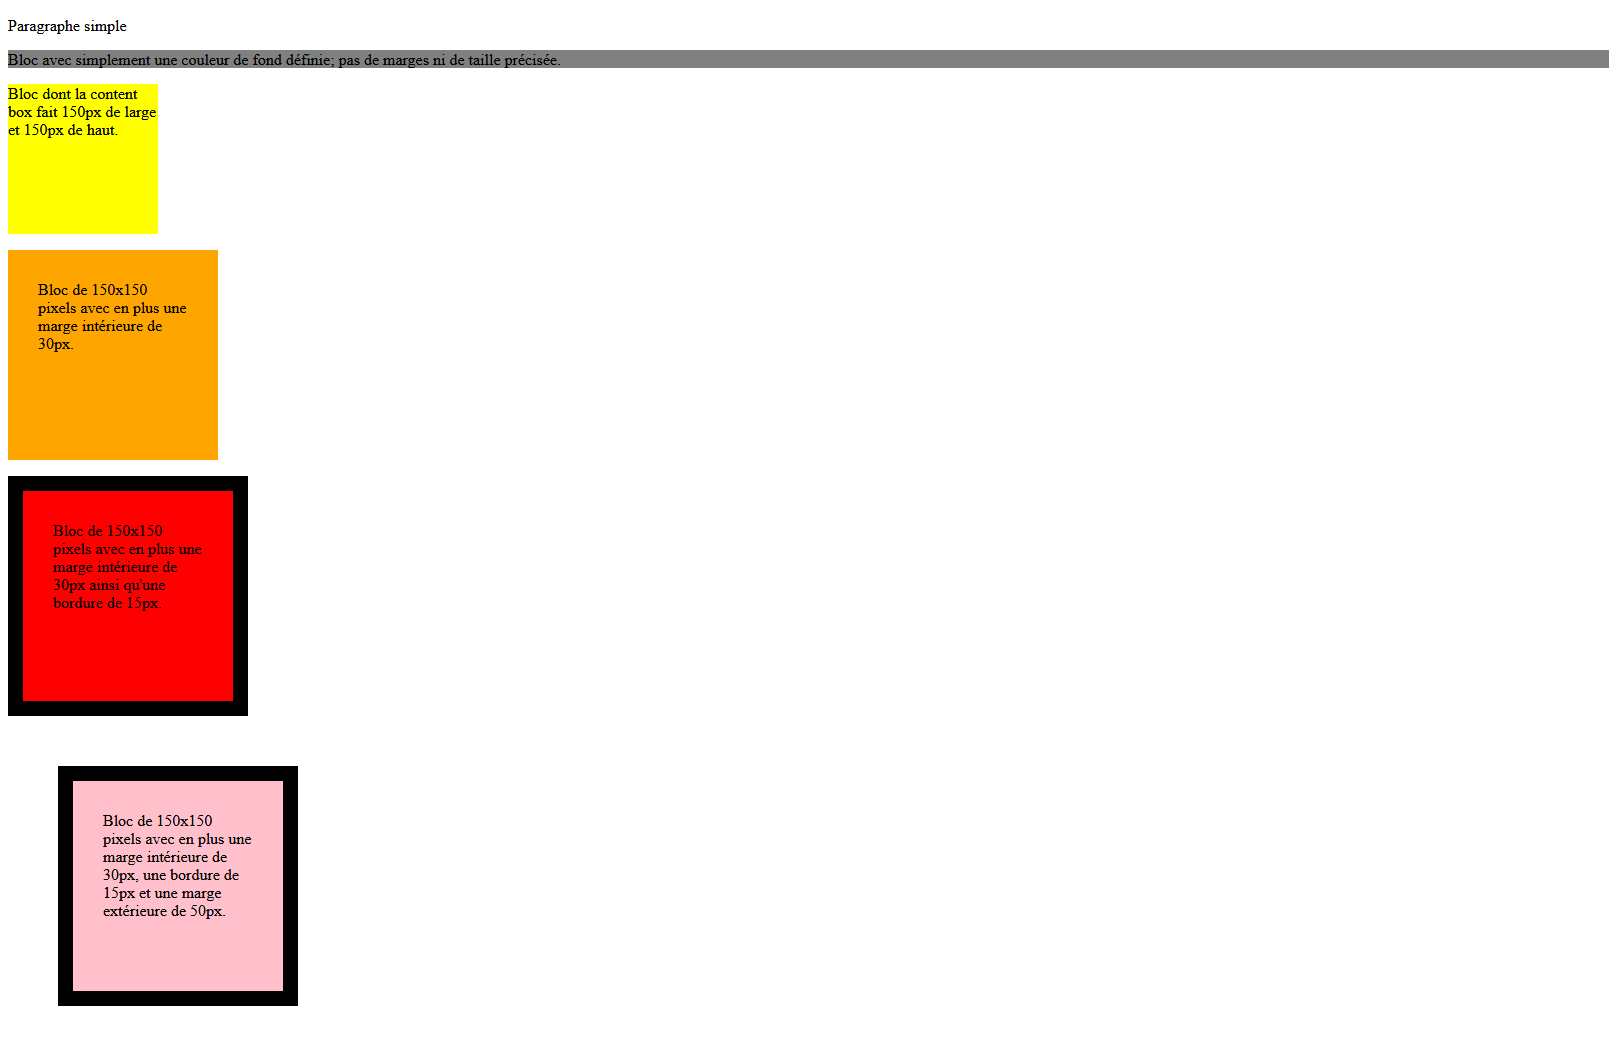 Paragraphe simple
Bloc avec simplement une couleur de fond définie; pas de marges ni de taille précisée.
Bloc dont la content
box fait 150px de large
et 150px de haut.
Bloc de 150x150
pixels avec en plus une
marge intérieure de
30px.
Bloc de 150x150
pixels avec en plus une
marge intérieure de
30px ainsi qu'une
bordure de 15px.
Bloc de 150x150
pixels avec en plus une
marge intérieure de
30px, une bordure de
15px et une marge
extérieure de 50px.